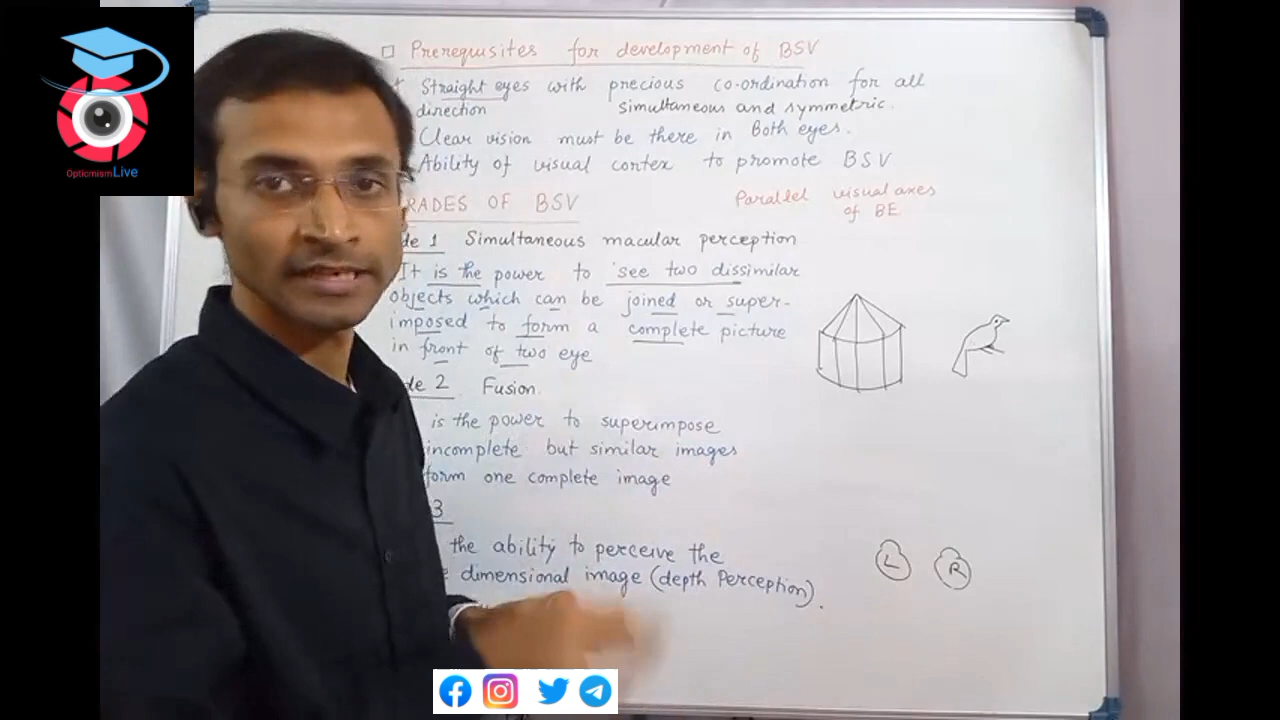 □ Prerequisites for development of BSV
* Straight eyes with precious co-ordination for all
direction Simultaneous and symmetric.
Clear vision must be there in Both eyes.
Ability of visual cortex to promote BSV
RADES OF BSV
Parallel visual axes
of BE
de 1 Simultaneous macular perception
It is the power to see two dissimilar
objects which can be joined or super-
imposed to form a complete picture
in front of two eye
de 2 Fusion.
is the power to superimpose
incomplete but similar images
form one complete image
3
the ability to perceive the
e dimensional image (depth Perception).
L R
OptiomismLive